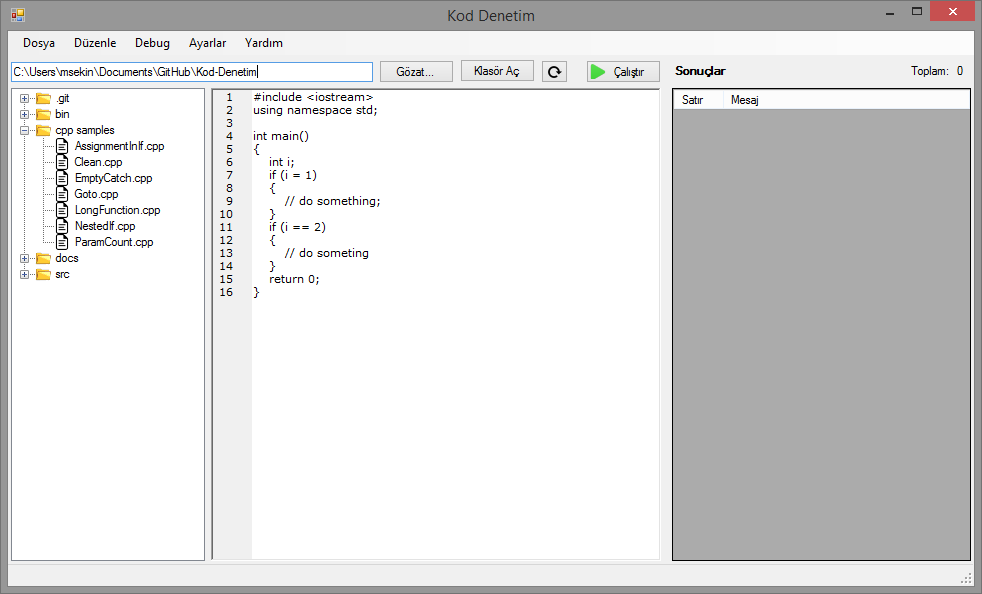 Kod Denetim
Dosya Düzenle Debug Ayarlar Yardım
C:\Users\msekin\Documents\GitHub\Kod-Denetim Gözat... Klasör Aç Çalıştır Sonuçlar Toplam: 0
.git
bin
cpp samples
AssignmentInIf.cpp
Clean.cpp
EmptyCatch.cpp
Goto.cpp
LongFunction.cpp
NestedIf.cpp
ParamCount.cpp
docs
src
1 #include <iostream>
2 using namespace std;
3
4 int main()
5 {
6 int i;
7 if (i = 1)
8 {
9 // do something;
10 }
11 if (i == 2)
12 {
13 // do someting
14 }
15 return 0;
16 }
Satır Mesaj